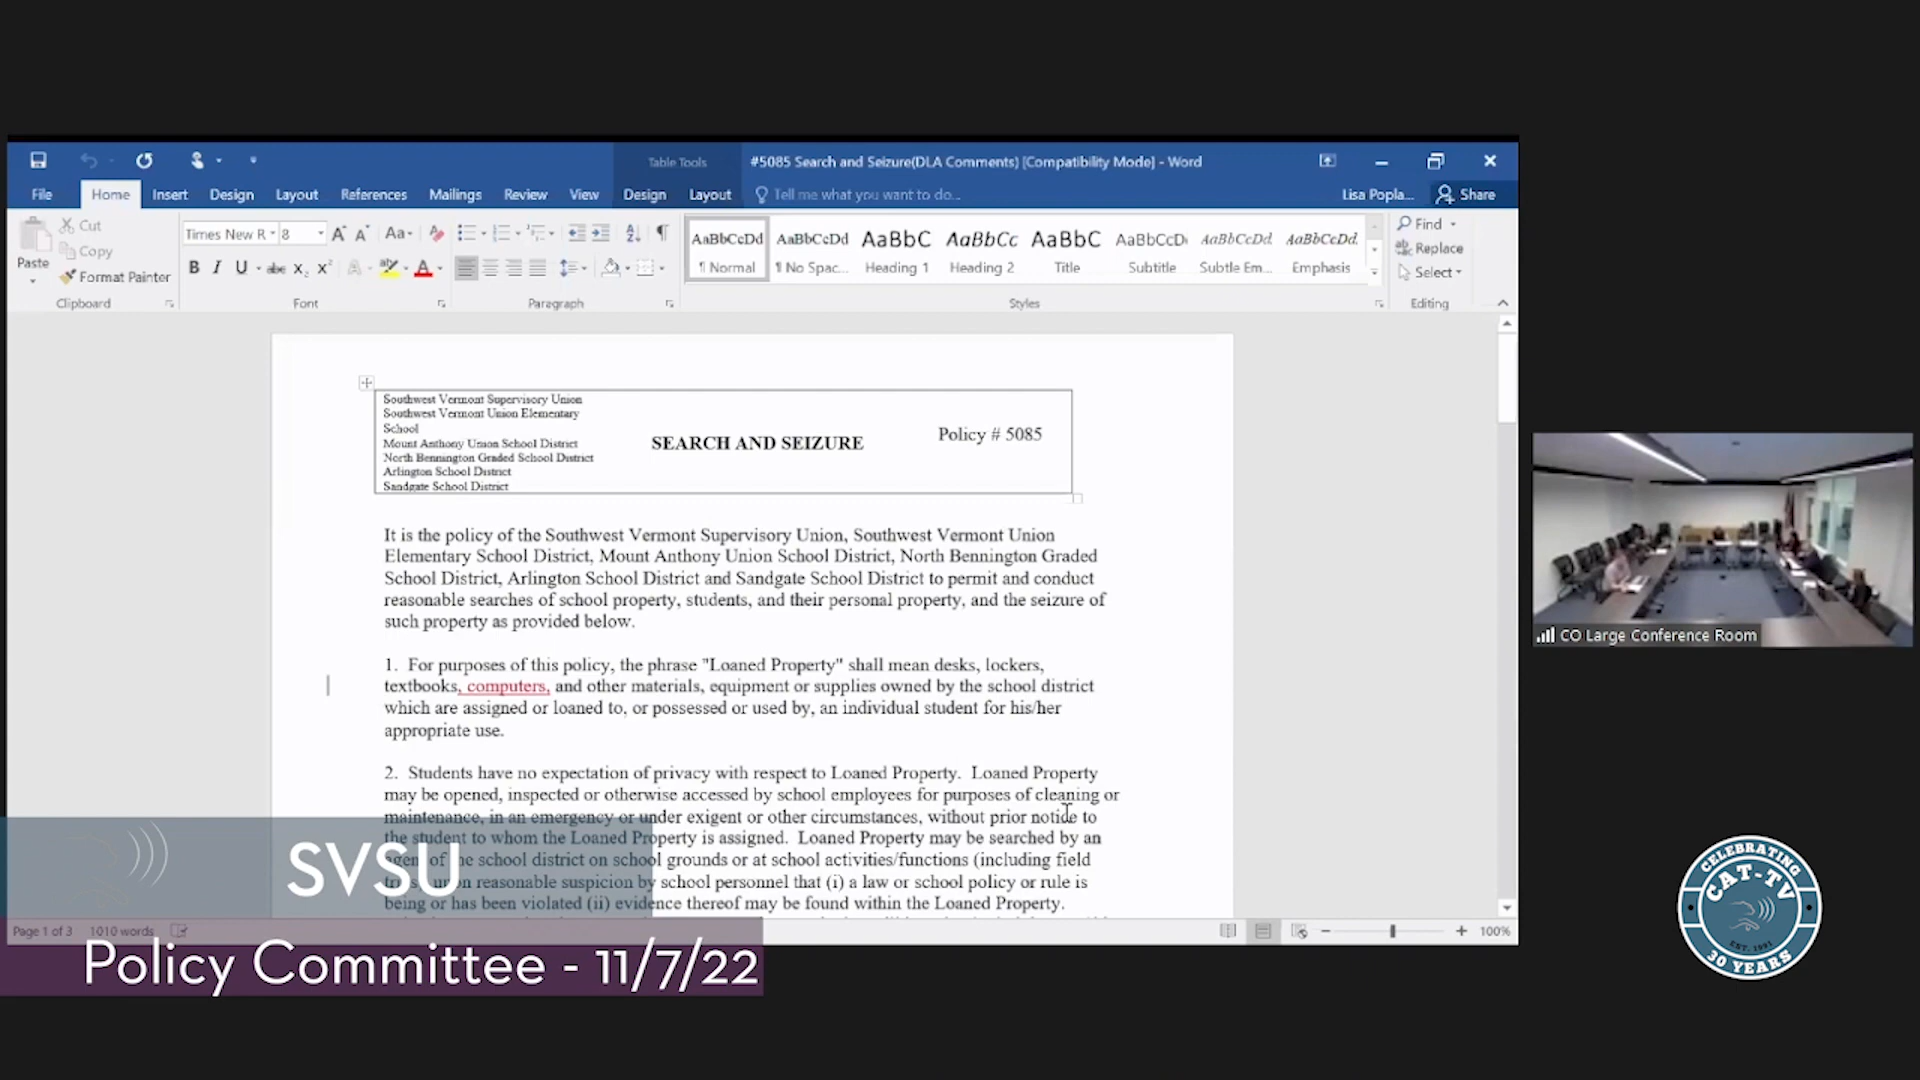 Table Tools
#5085 Search and Seizure(DLA Comments) [Compatibility Mode] - Word
File Home Insert Design Layout References Mailings Review View Design Layout Tell me what you want to do... Lisa Popla... Share
Cut
Copy
Format Painter
Paste
Clipboard
Times New R 8
Font
Paragraph
AaBbCcDd AaBbCcDd AaBbC AaBbCc AaBbC AaBbCcD AaBbCcDd AaBbCcDd
¶ Normal ¶ No Spac... Heading 1 Heading 2 Title Subtitle Subtle Em... Emphasis
Styles
Find
Replace
Select
Editing
Southwest Vermont Supervisory Union
Southwest Vermont Union Elementary
School
Mount Anthony Union School District
North Bennington Graded School District
Arlington School District
Sandgate School District
SEARCH AND SEIZURE
Policy # 5085
It is the policy of the Southwest Vermont Supervisory Union, Southwest Vermont Union
Elementary School District, Mount Anthony Union School District, North Bennington Graded
School District, Arlington School District and Sandgate School District to permit and conduct
reasonable searches of school property, students, and their personal property, and the seizure of
such property as provided below.
1. For purposes of this policy, the phrase "Loaned Property" shall mean desks, lockers,
textbooks, computers, and other materials, equipment or supplies owned by the school district
which are assigned or loaned to, or possessed or used by, an individual student for his/her
appropriate use.
2. Students have no expectation of privacy with respect to Loaned Property. Loaned Property
may be opened, inspected or otherwise accessed by school employees for purposes of cleaning or
maintenance, in an emergency or under exigent or other circumstances, without prior notice to
the student to whom the Loaned Property is assigned. Loaned Property may be searched by an
agent of the school district on school grounds or at school activities/functions (including field
upon reasonable suspicion by school personnel that (i) a law or school policy or rule is
being or has been violated (ii) evidence thereof may be found within the Loaned Property.
Page 1 of 3 1010 words
100%
CO Large Conference Room
SVSU
Policy Committee - 11/7/22
CELEBRATING
CAT-TV
EST. 1991
30 YEARS